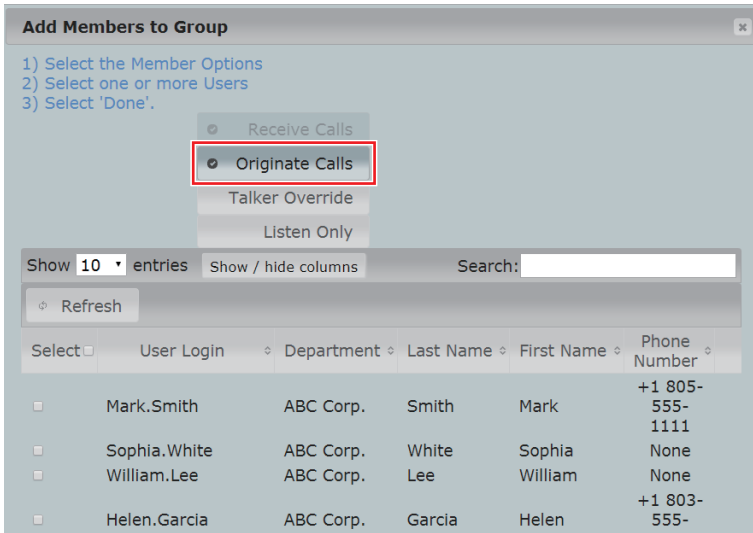 Add Members to Group
1) Select the Member Options
2) Select one or more Users
3) Select 'Done'.
Receive Calls
Originate Calls
Talker Override
Listen Only
Show 10 entries Show / hide columns Search:
Refresh
Select User Login Department Last Name First Name Phone Number
Mark.Smith ABC Corp. Smith Mark +1 805-555-1111
Sophia.White ABC Corp. White Sophia None
William.Lee ABC Corp. Lee William None
Helen.Garcia ABC Corp. Garcia Helen +1 803-555-